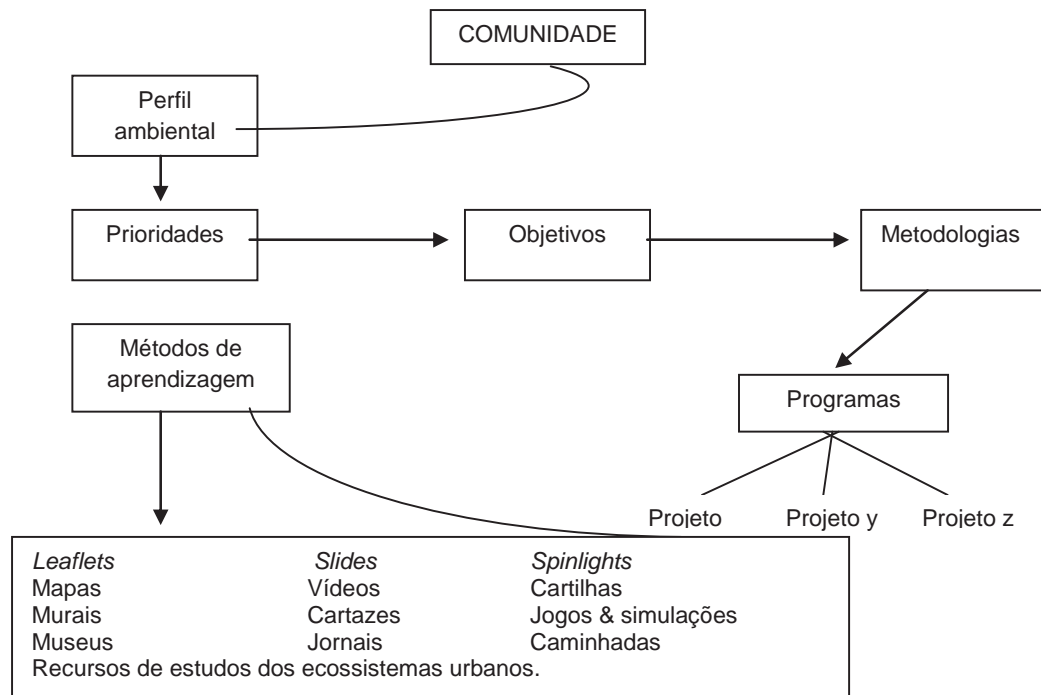 COMUNIDADE
Perfil
ambiental
Prioridades
Objetivos
Metodologias
Métodos de
aprendizagem
Programas
Projeto
Projeto y
Projeto z
Leaflets Slides Spinlights
Mapas Vídeos Cartilhas
Murais Cartazes Jogos & simulações
Museus Jornais Caminhadas
Recursos de estudos dos ecossistemas urbanos.